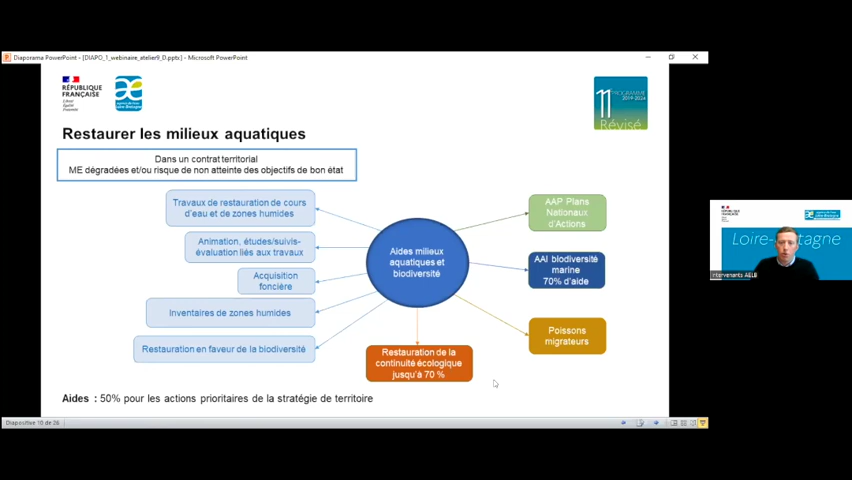 Diaporama PowerPoint - [DIAPO_1_webinaire_atelier9_D.pptx] - Microsoft PowerPoint
RÉPUBLIQUE
FRANÇAISE
Liberté
Égalité
Fraternité
agence de l'eau
Loire-Bretagne
11
PROGRAMME
2019-2024
Révisé
Restaurer les milieux aquatiques
Dans un contrat territorial
ME dégradées et/ou risque de non atteinte des objectifs de bon état
Travaux de restauration de cours
d'eau et de zones humides
Animation, études/suivis-
évaluation liés aux travaux
Acquisition
foncière
Inventaires de zones humides
Restauration en faveur de la biodiversité
Aides milieux
aquatiques et
biodiversité
AAP Plans
Nationaux
d'Actions
AAI biodiversité
marine
70% d'aide
Poissons
migrateurs
Restauration de la
continuité écologique
jusqu'à 70 %
Aides : 50% pour les actions prioritaires de la stratégie de territoire
Diapositive 10 de 26
Intervenants AELB